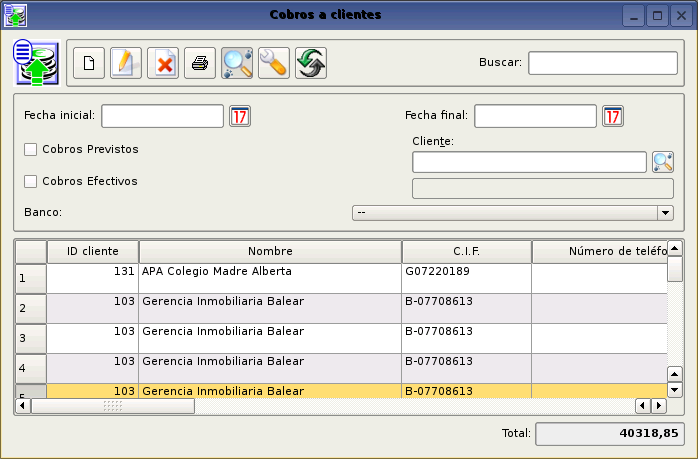 Cobros a clientes
Buscar:
Fecha inicial: 17 Fecha final: 17
Cobros Previstos
Cliente:
Cobros Efectivos
Banco: --
ID cliente Nombre C.I.F. Número de teléfo
1 131 APA Colegio Madre Alberta G07220189
2 103 Gerencia Inmobiliaria Balear B-07708613
3 103 Gerencia Inmobiliaria Balear B-07708613
4 103 Gerencia Inmobiliaria Balear B-07708613
5 103 Gerencia Inmobiliaria Balear B-07708613
Total: 40318,85